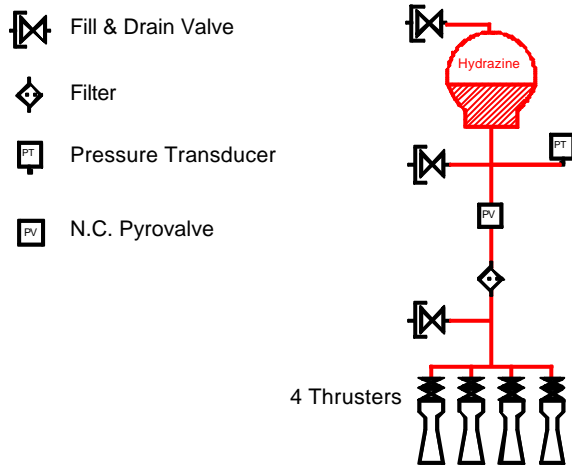 Fill & Drain Valve
Filter
PT
Pressure Transducer
PV
N.C. Pyrovalve
Hydrazine
PT
PV
4 Thrusters